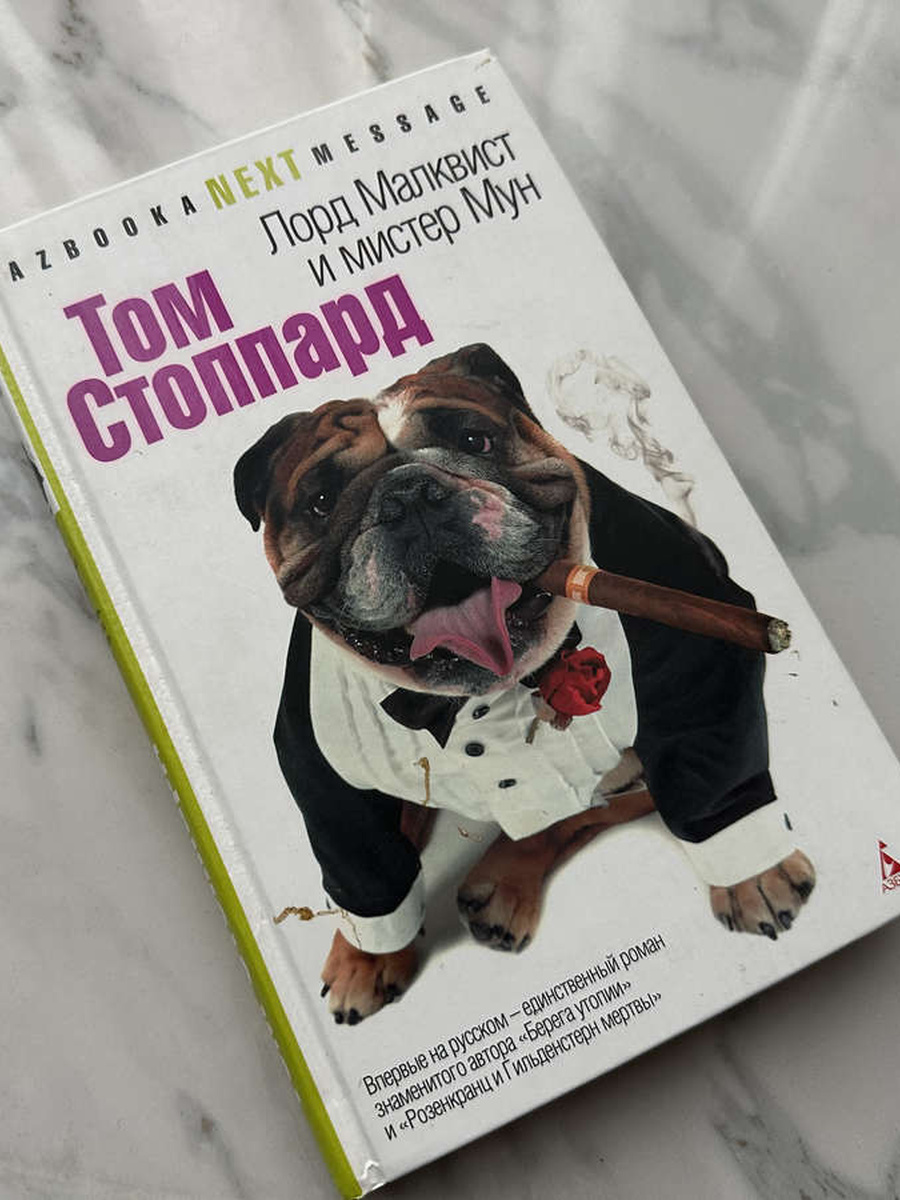 AZBOOKA NEXT MESSAGE
Лорд Малквист
и мистер Мун
Том
Стоппард
Впервые на русском – единственный роман
знаменитого автора «Берега утопии»
и «Розенкранц и Гильденстерн мертвы»